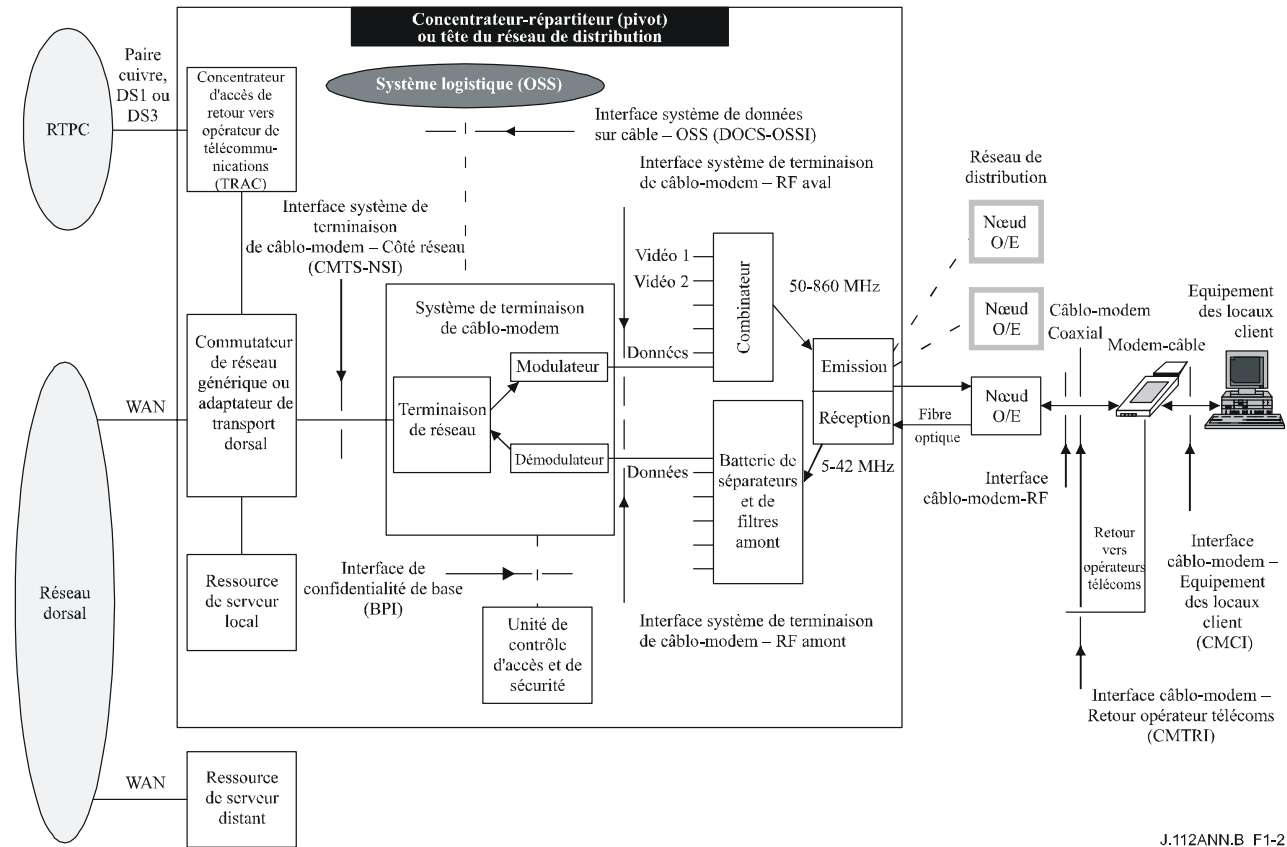 Concentrateur-répartiteur (pivot)
ou tête du réseau de distribution
Paire
cuivre,
DS1 ou
DS3
RTPC
Concentrateur
d'accès de
retour vers
opérateur de
télécommu-
nications
(TRAC)
Système logistique (OSS)
Interface système de données
sur câble – OSS (DOCS-OSSI)
Interface système de terminaison
de câblo-modem – RF aval
Interface système de
terminaison
de câblo-modem – Côté réseau
(CMTS-NSI)
Réseau de
distribution
Nœud
O/E
Nœud
O/E
Vidéo 1
Vidéo 2
Données
Combinateur
50-860 MHz
Système de terminaison
de câblo-modem
Modulateur
Terminaison
de réseau
Démodulateur
Commutateur
de réseau
générique ou
adaptateur de
transport
dorsal
WAN
Emission
Réception
Fibre
optique
5-42 MHz
Nœud
O/E
Câblo-modem
Coaxial
Modem-câble
Equipement
des locaux
client
Données
Batterie de
séparateurs
et de
filtres
amont
Interface
câblo-modem-RF
Retour
vers
opérateurs
télécoms
Interface
câblo-modem –
Equipement
des locaux
client
(CMCI)
Réseau
dorsal
Ressource
de serveur
local
Interface de
confidentialité de base
(BPI)
Unité de
contrôle
d'accès et de
sécurité
Interface système de terminaison
de câblo-modem – RF amont
Interface câblo-modem –
Retour opérateur télécoms
(CMTRI)
WAN
Ressource
de serveur
distant
J.112ANN.B F1-2